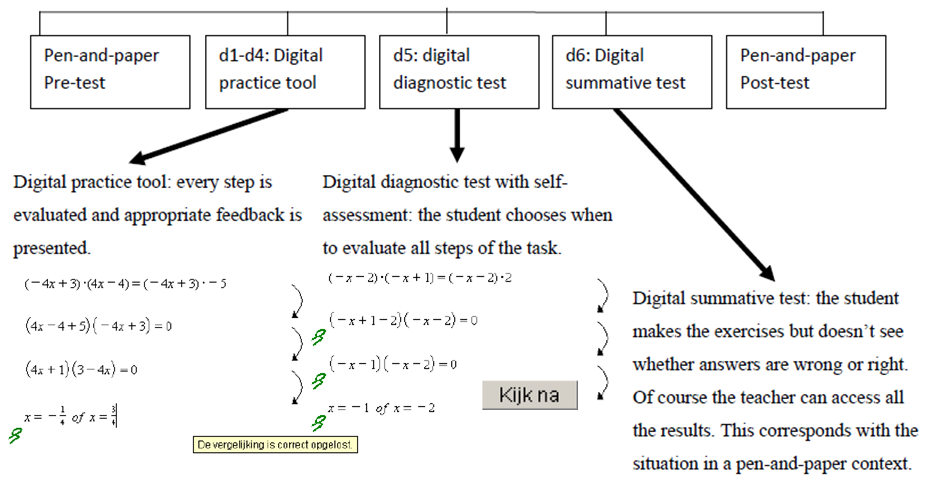 Pen-and-paper
Pre-test
d1-d4: Digital
practice tool
d5: digital
diagnostic test
d6: Digital
summative test
Pen-and-paper
Post-test
Digital practice tool: every step is
evaluated and appropriate feedback is
presented.
(−4x+3)·(4x−4)=(−4x+3)·−5
(4x−4+5)(−4x+3)=0
(4x+1)(3−4x)=0
x=−1/4 of x=3/4
De vergelijking is correct opgelost.
Digital diagnostic test with self-
assessment: the student chooses when
to evaluate all steps of the task.
(−x−2)·(−x+1)=(−x−2)·2
(−x+1−2)(−x−2)=0
(−x−1)(−x−2)=0
x=−1 of x=−2
Kijk na
Digital summative test: the student
makes the exercises but doesn’t see
whether answers are wrong or right.
Of course the teacher can access all
the results. This corresponds with the
situation in a pen-and-paper context.